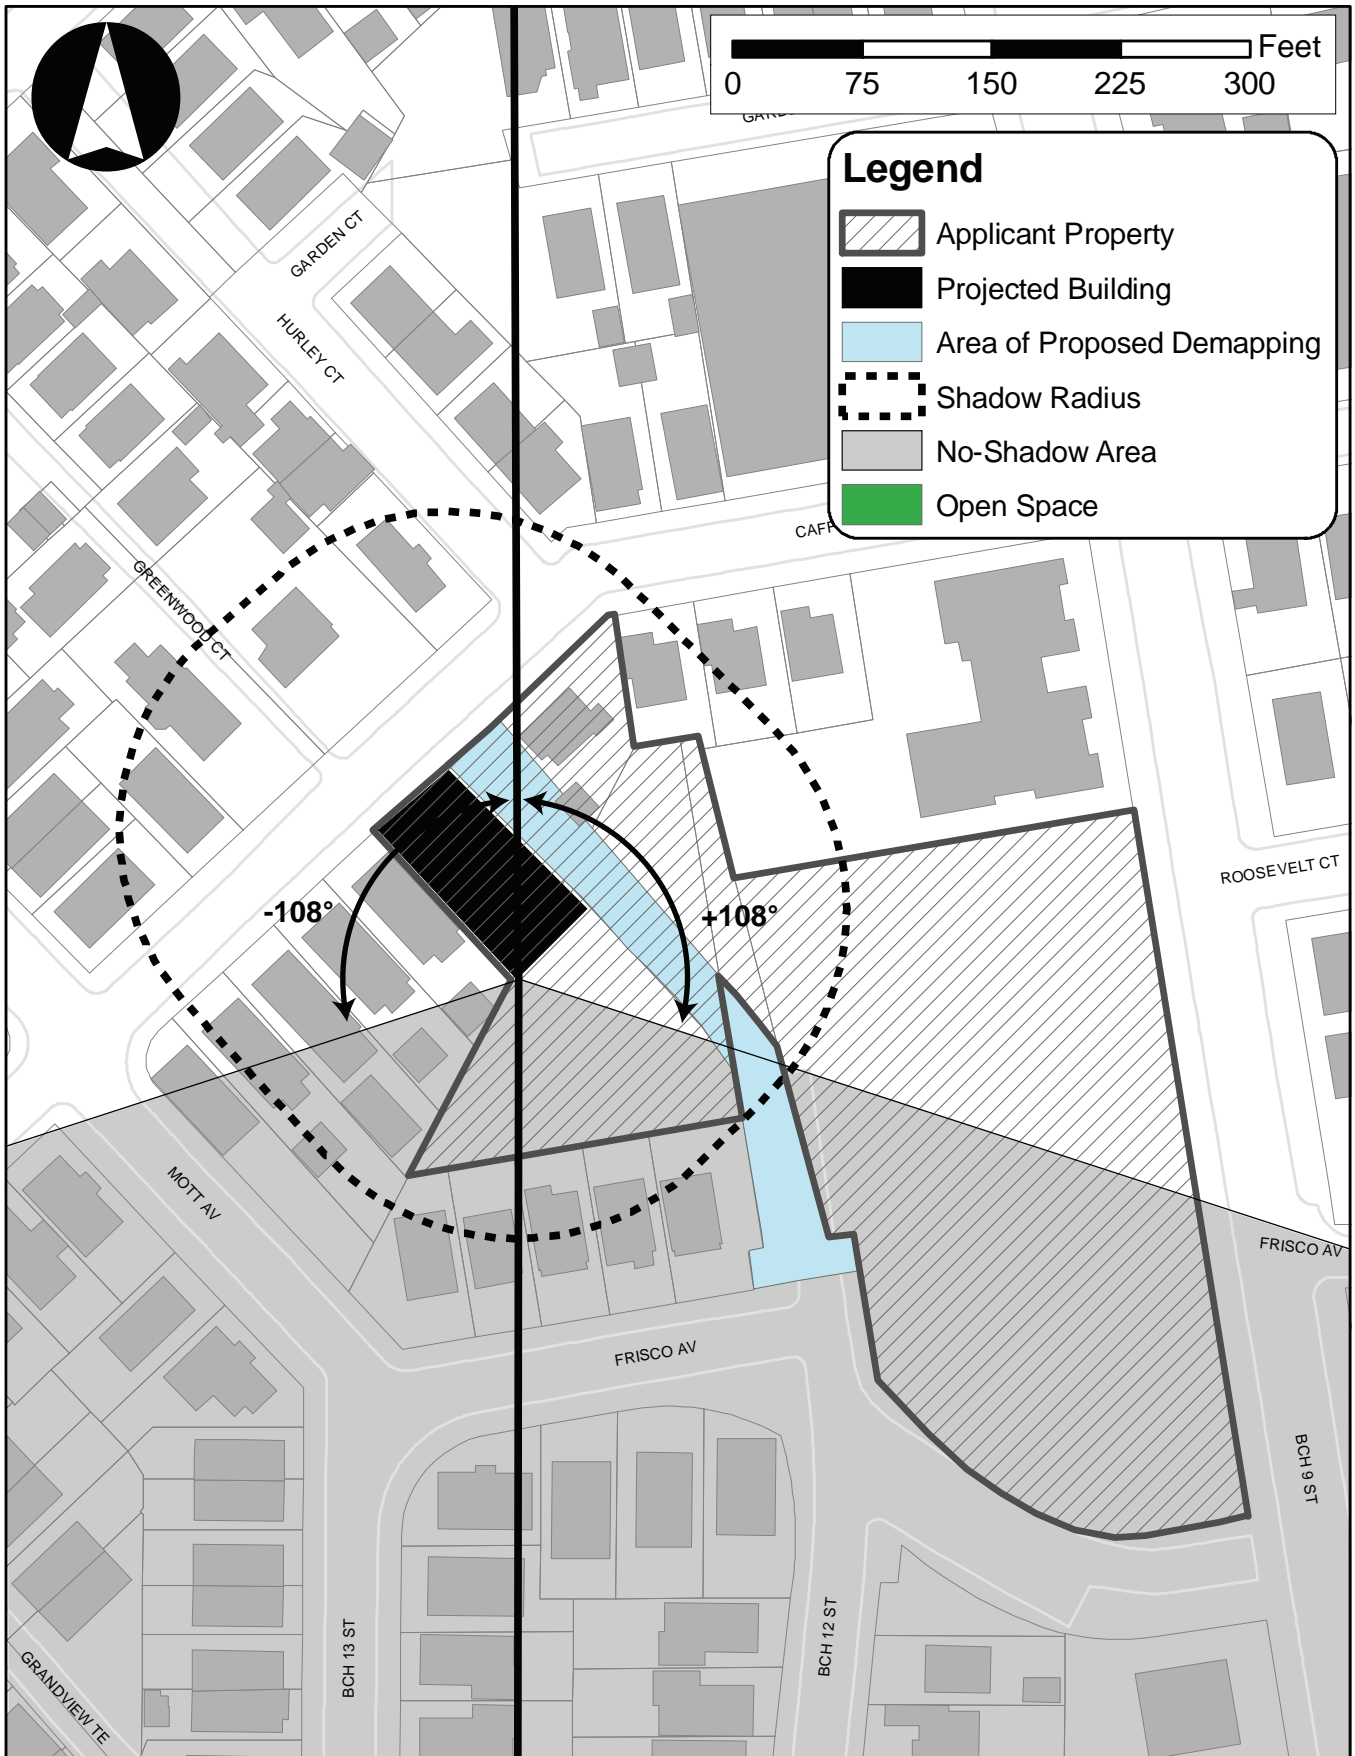 Feet
0 75 150 225 300
Legend
Applicant Property
Projected Building
Area of Proposed Demapping
Shadow Radius
No-Shadow Area
Open Space
GARDEN CT
HURLEY CT
GREENWOOD CT
-108°
+108°
ROOSEVELT CT
MOTT AV
FRISCO AV
FRISCO AV
BCH 9 ST
BCH 13 ST
BCH 12 ST
GRANDVIEW TE